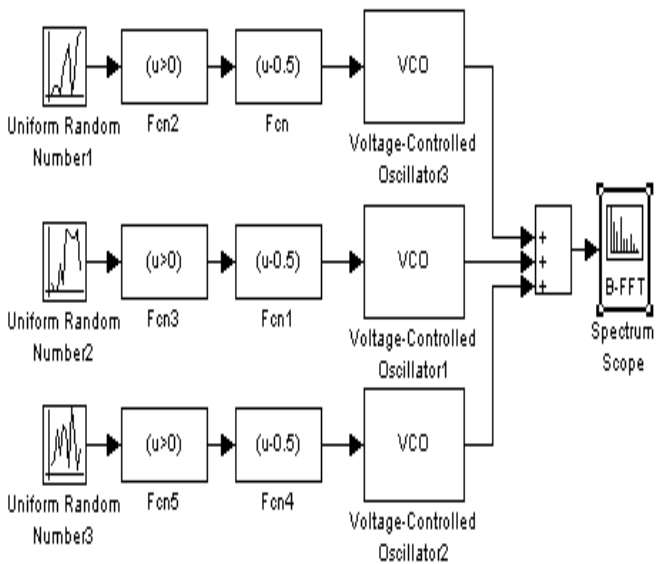 (u>0)
(u-0.5)
VCO
Uniform Random
Number1
Fcn2
Fcn
Voltage-Controlled
Oscillator3
(u>0)
(u-0.5)
VCO
+
+
+
B-FFT
Spectrum
Scope
Uniform Random
Number2
Fcn3
Fcn1
Voltage-Controlled
Oscillator1
(u>0)
(u-0.5)
VCO
Uniform Random
Number3
Fcn5
Fcn4
Voltage-Controlled
Oscillator2